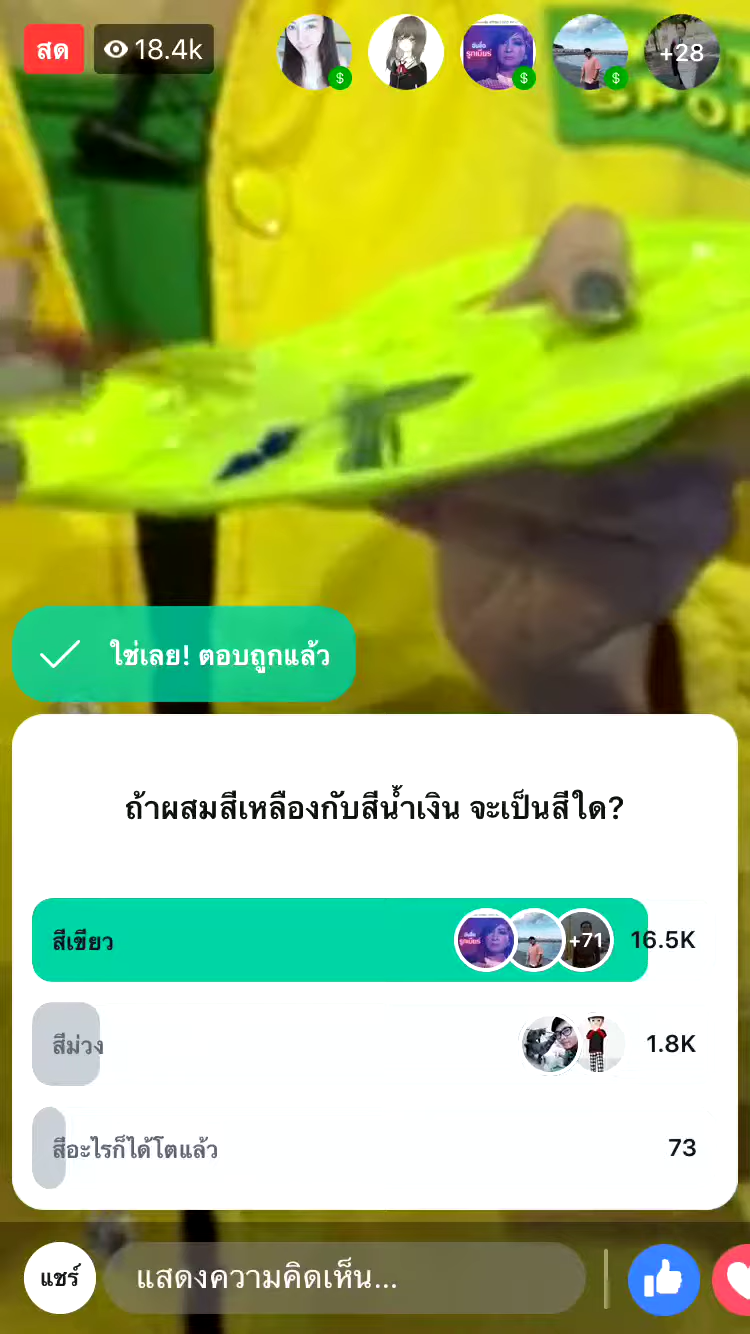 สด
18.4k
+28
ใช่เลย! ตอบถูกแล้ว
ถ้าผสมสีเหลืองกับสีน้ำเงิน จะเป็นสีใด?
สีเขียว
+71
16.5K
สีม่วง
1.8K
สีอะไรก็ได้โตแล้ว
73
แชร์
แสดงความคิดเห็น...